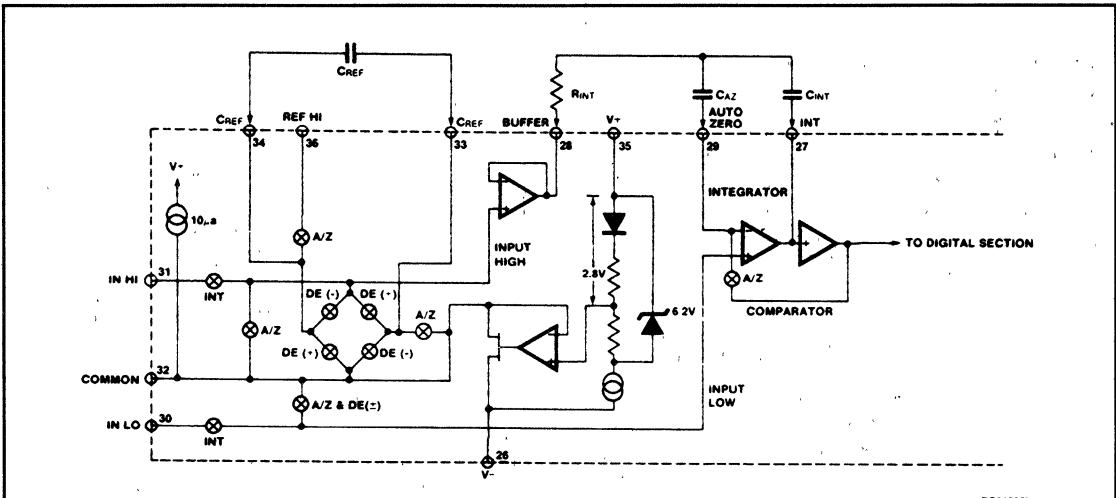 CREF
RINT
CAZ
CINT
CREF
REF HI
CREF
BUFFER
V+
AUTO
ZERO
INT
34
36
33
28
35
29
27
V-
10μa
A/Z
INPUT
HIGH
INTEGRATOR
TO DIGITAL SECTION
31
IN HI
INT
DE (-)
DE (+)
2.8V
A/Z
COMPARATOR
A/Z
A/Z
DE (+)
DE (-)
6 2V
32
COMMON
A/Z & DE(±)
INPUT
LOW
30
IN LO
INT
26
V-